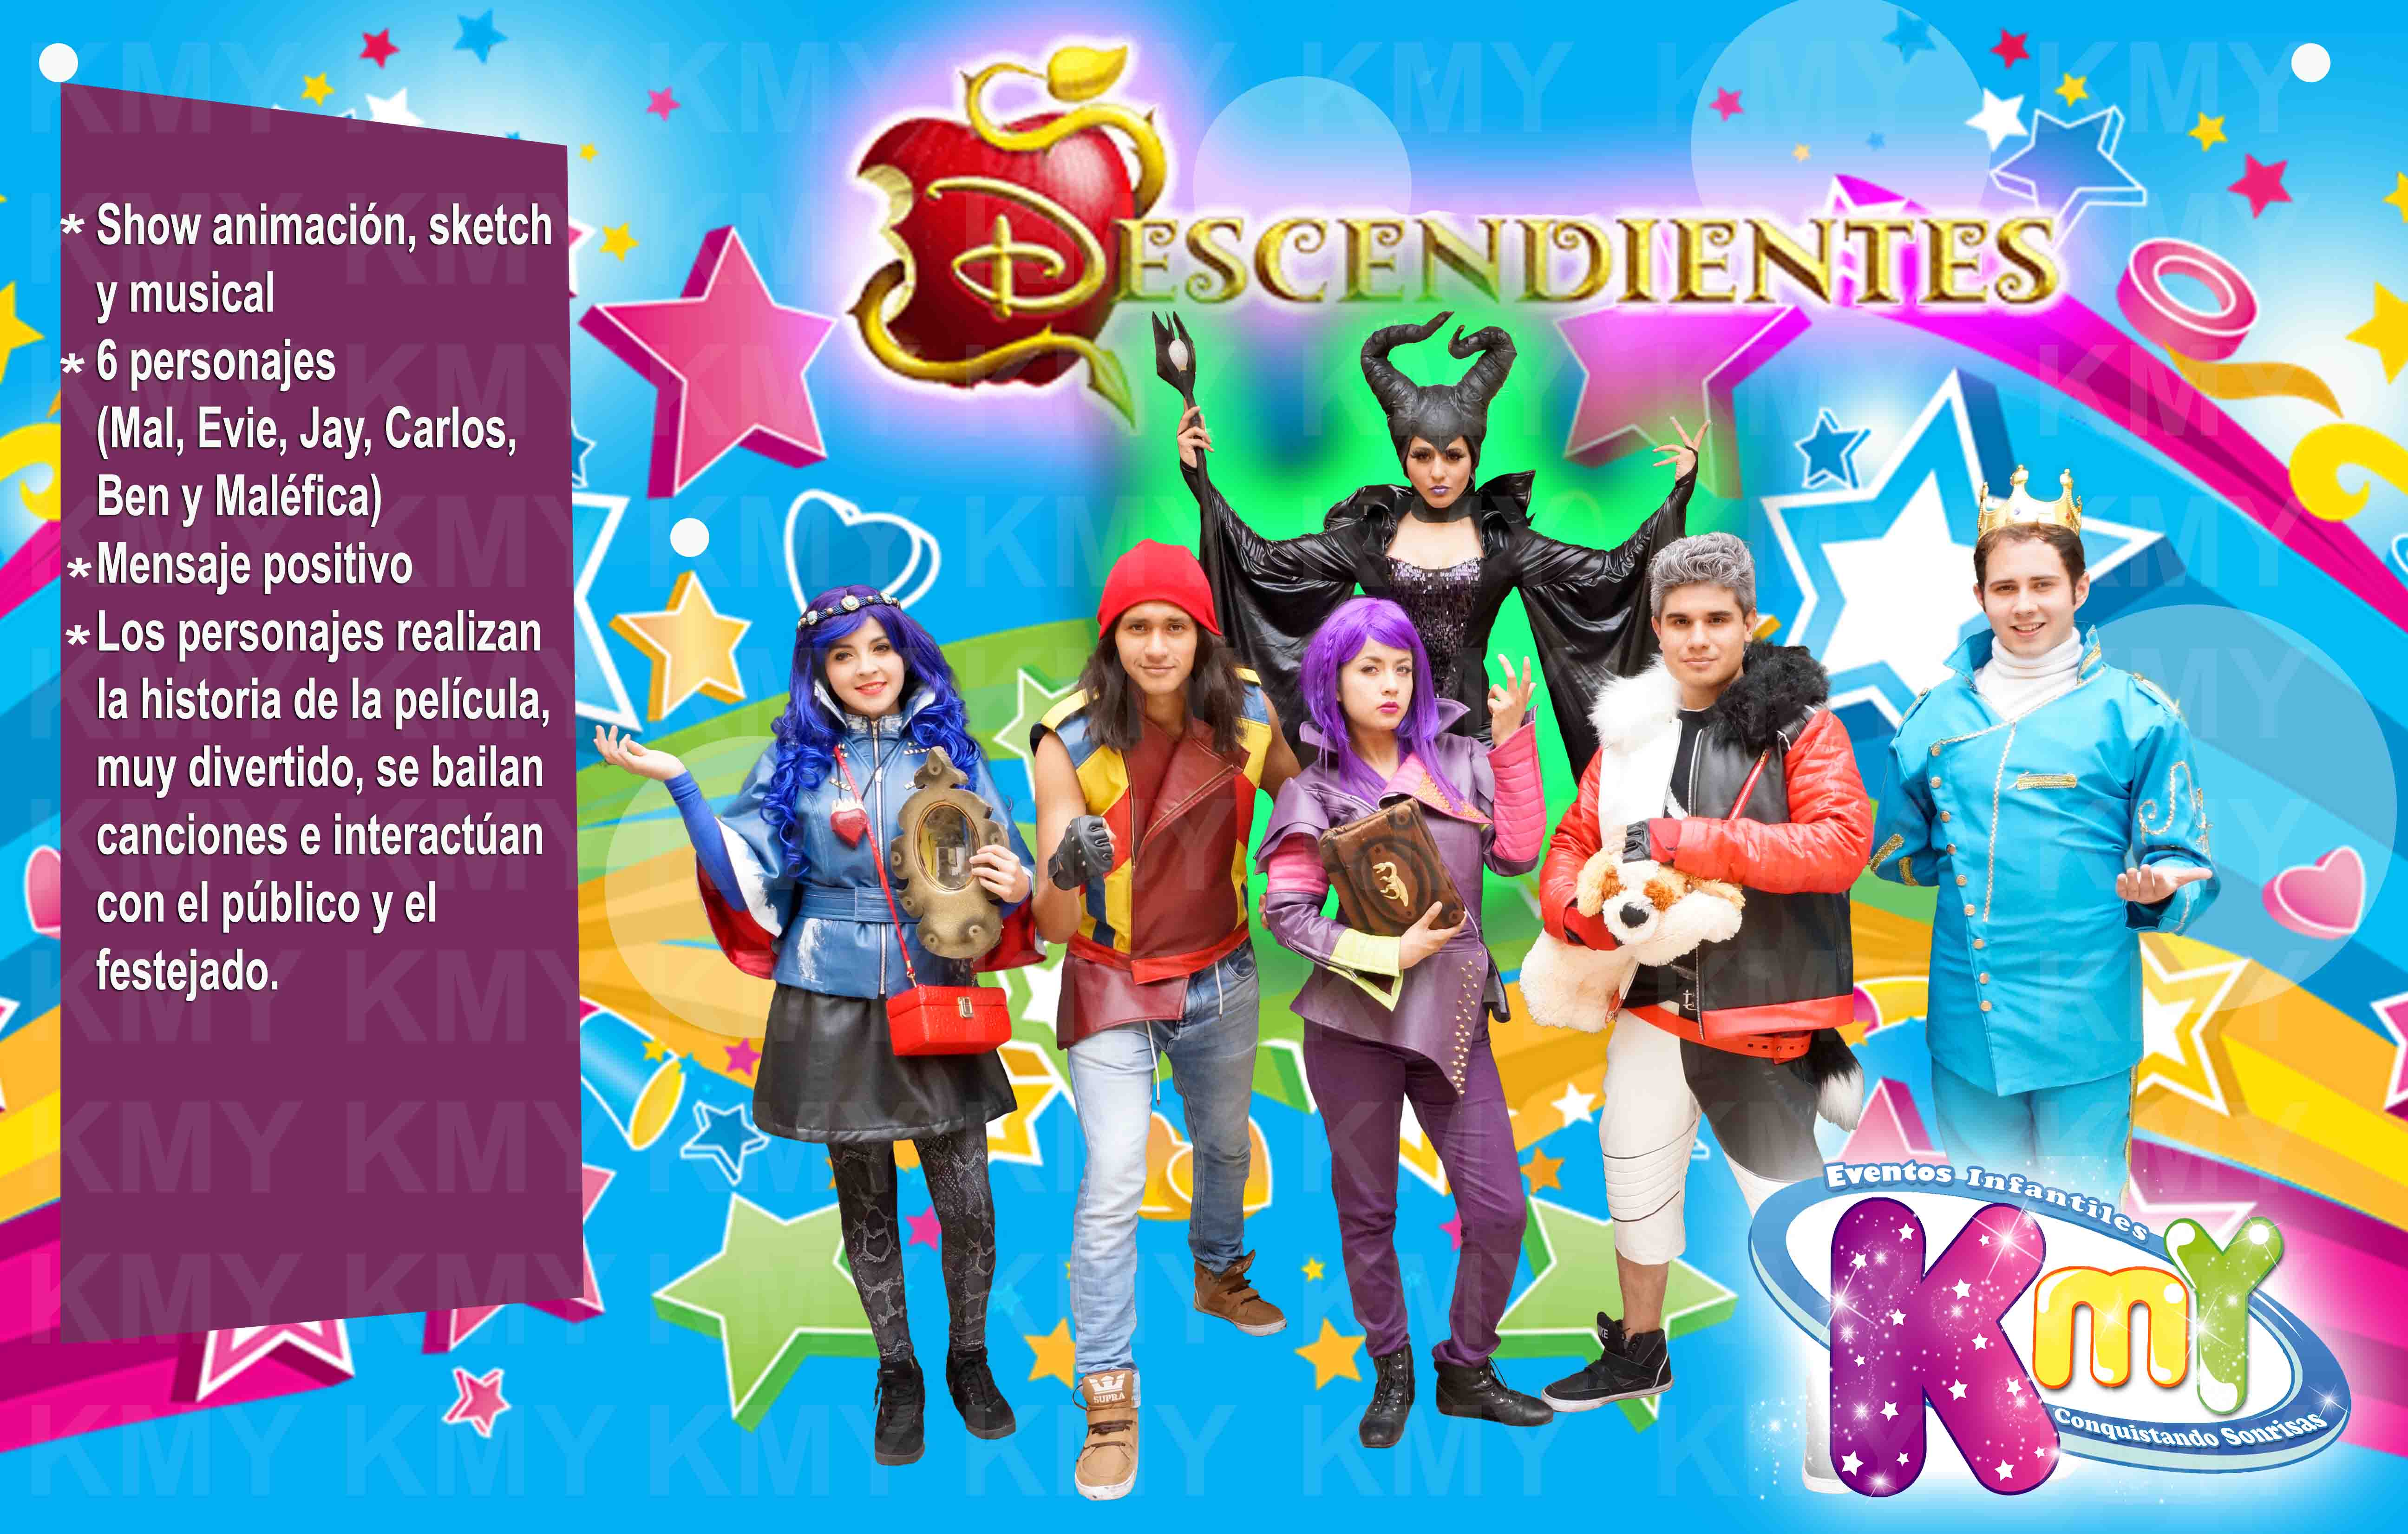 DESCENDIENTES
* Show animación, sketch
y musical
* 6 personajes
(Mal, Evie, Jay, Carlos,
Ben y Maléfica)
* Mensaje positivo
* Los personajes realizan
la historia de la película,
muy divertido, se bailan
canciones e interactúan
con el público y el
festejado.
SUPRA
Eventos Infantiles
KmY
Conquistando Sonrisas